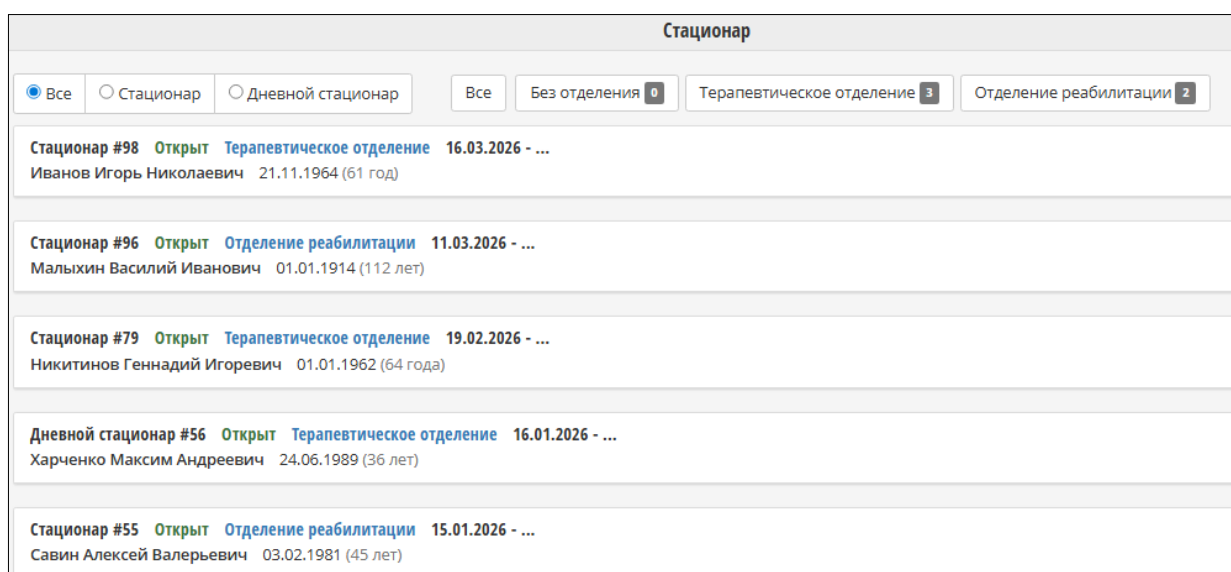 Стационар
Все Стационар Дневной стационар Все Без отделения 0 Терапевтическое отделение 3 Отделение реабилитации 2
Стационар #98 Открыт Терапевтическое отделение 16.03.2026 - ...
Иванов Игорь Николаевич 21.11.1964 (61 год)
Стационар #96 Открыт Отделение реабилитации 11.03.2026 - ...
Малыхин Василий Иванович 01.01.1914 (112 лет)
Стационар #79 Открыт Терапевтическое отделение 19.02.2026 - ...
Никитинов Геннадий Игоревич 01.01.1962 (64 года)
Дневной стационар #56 Открыт Терапевтическое отделение 16.01.2026 - ...
Харченко Максим Андреевич 24.06.1989 (36 лет)
Стационар #55 Открыт Отделение реабилитации 15.01.2026 - ...
Савин Алексей Валерьевич 03.02.1981 (45 лет)